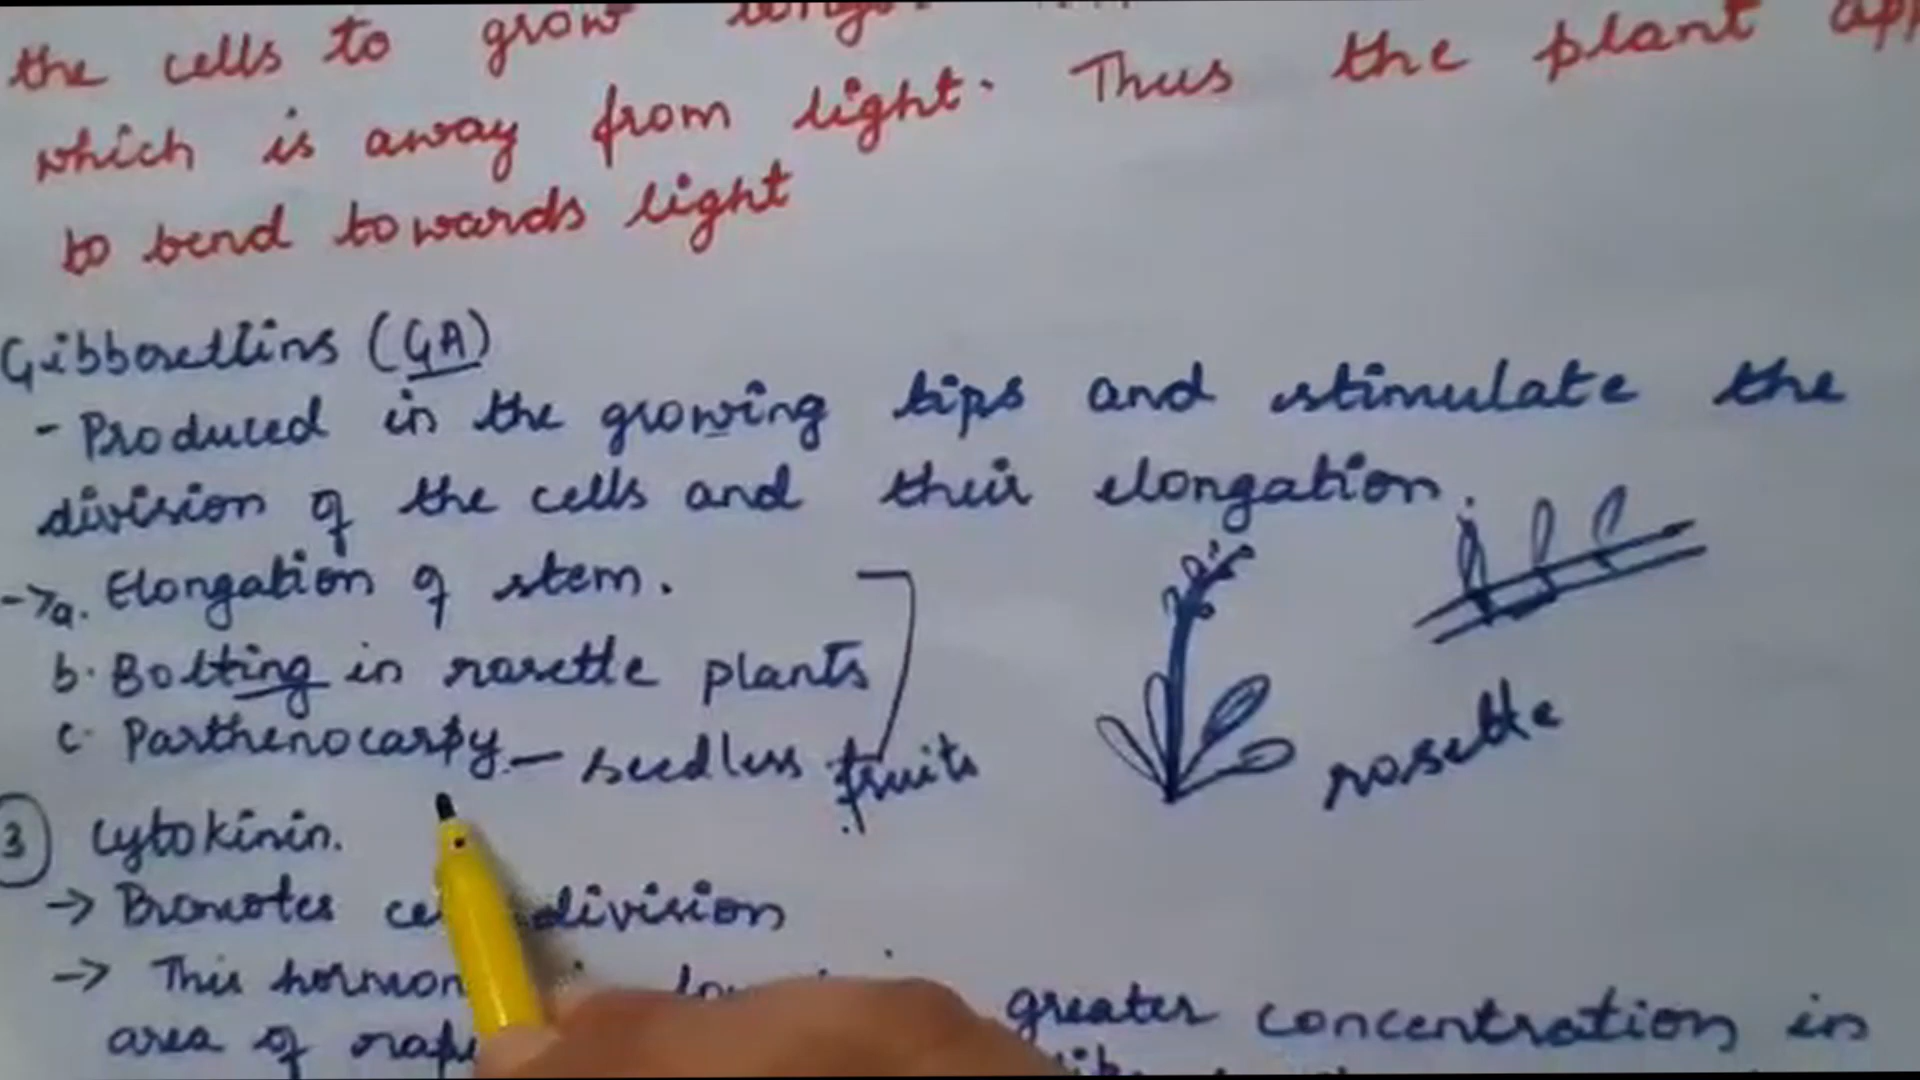 the cells to grow
which is away from light. Thus the plant
to bend towards light
Gibberellins (GA)
- Produced in the growing tips and stimulate the
division of the cells and their elongation.
-> a. Elongation of stem.
b. Bolting in rosette plants
c. Parthenocarpy - seedless fruits
rosette
3 Cytokinin.
-> Promotes division
-> This greater concentration in
area of